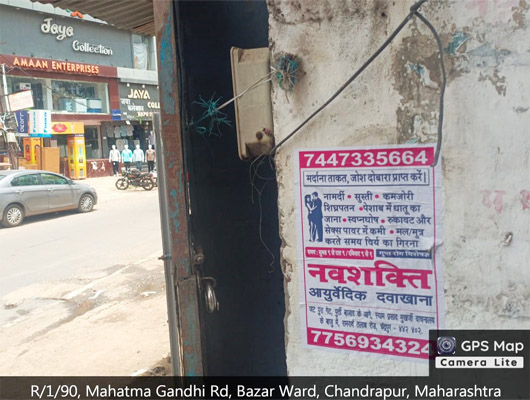 Jaya
Collection
AMAAN ENTERPRISES
JAYA
7447335664
मर्दाना ताकत, जोश दोबारा प्राप्त करें।
नामर्दी • सुस्ती • कमजोरी
शिघ्रपतन • पेशाब में धातू का
जाना • स्वप्नदोष • रुकावट और
सेक्स पावर में कमी • मल/मुत्र
करते समय विर्य का गिरना
गुप्त रोग विशेषज्ञ
नवशक्ति
आयुर्वेदिक दवाखाना
7756934324
GPS Map
Camera Lite
R/1/90, Mahatma Gandhi Rd, Bazar Ward, Chandrapur, Maharashtra